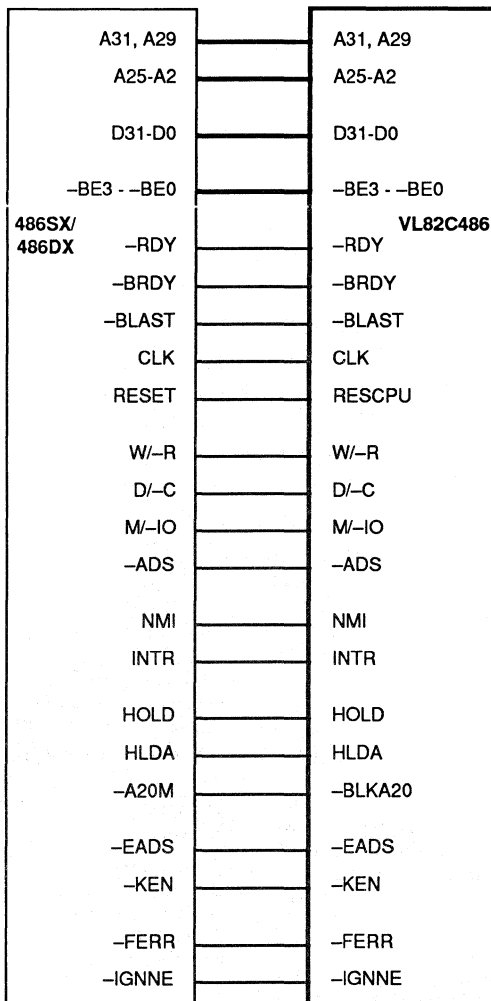 A31, A29 A31, A29
A25-A2 A25-A2
D31-D0 D31-D0
–BE3 - –BE0 –BE3 - –BE0
486SX/ VL82C486
486DX –RDY –RDY
–BRDY –BRDY
–BLAST –BLAST
CLK CLK
RESET RESCPU
W/–R W/–R
D/–C D/–C
M/–IO M/–IO
–ADS –ADS
NMI NMI
INTR INTR
HOLD HOLD
HLDA HLDA
–A20M –BLKA20
–EADS –EADS
–KEN –KEN
–FERR –FERR
–IGNNE –IGNNE